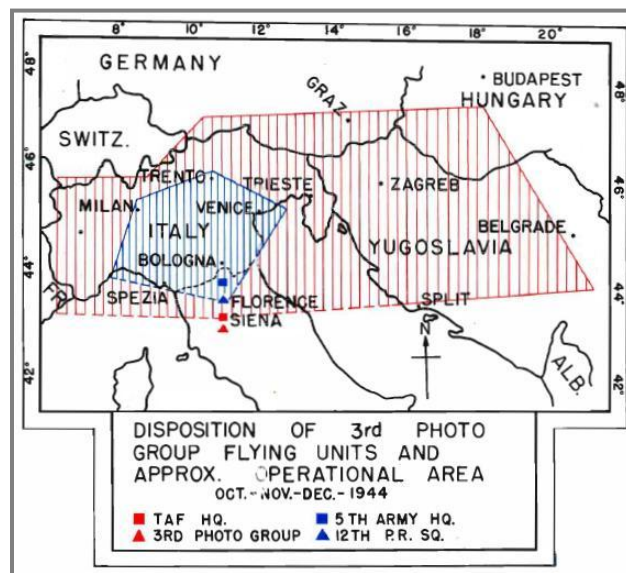 8° 10° 12° 14° 16° 18° 20°
48° 48°
GERMANY
BUDAPEST
HUNGARY
GRAZ
SWITZ.
46° 46°
TRENTO
TRIESTE
ZAGREB
MILAN
VENICE
ITALY
BELGRADE
YUGOSLAVIA
BOLOGNA
44° 44°
FR.
SPEZIA
FLORENCE
SPLIT
SIENA
N
ALB.
42° 42°
DISPOSITION OF 3rd PHOTO
GROUP FLYING UNITS AND
APPROX. OPERATIONAL AREA
OCT.-NOV.-DEC.-1944
TAF HQ. 5TH ARMY HQ.
3RD PHOTO GROUP 12TH P.R. SQ.